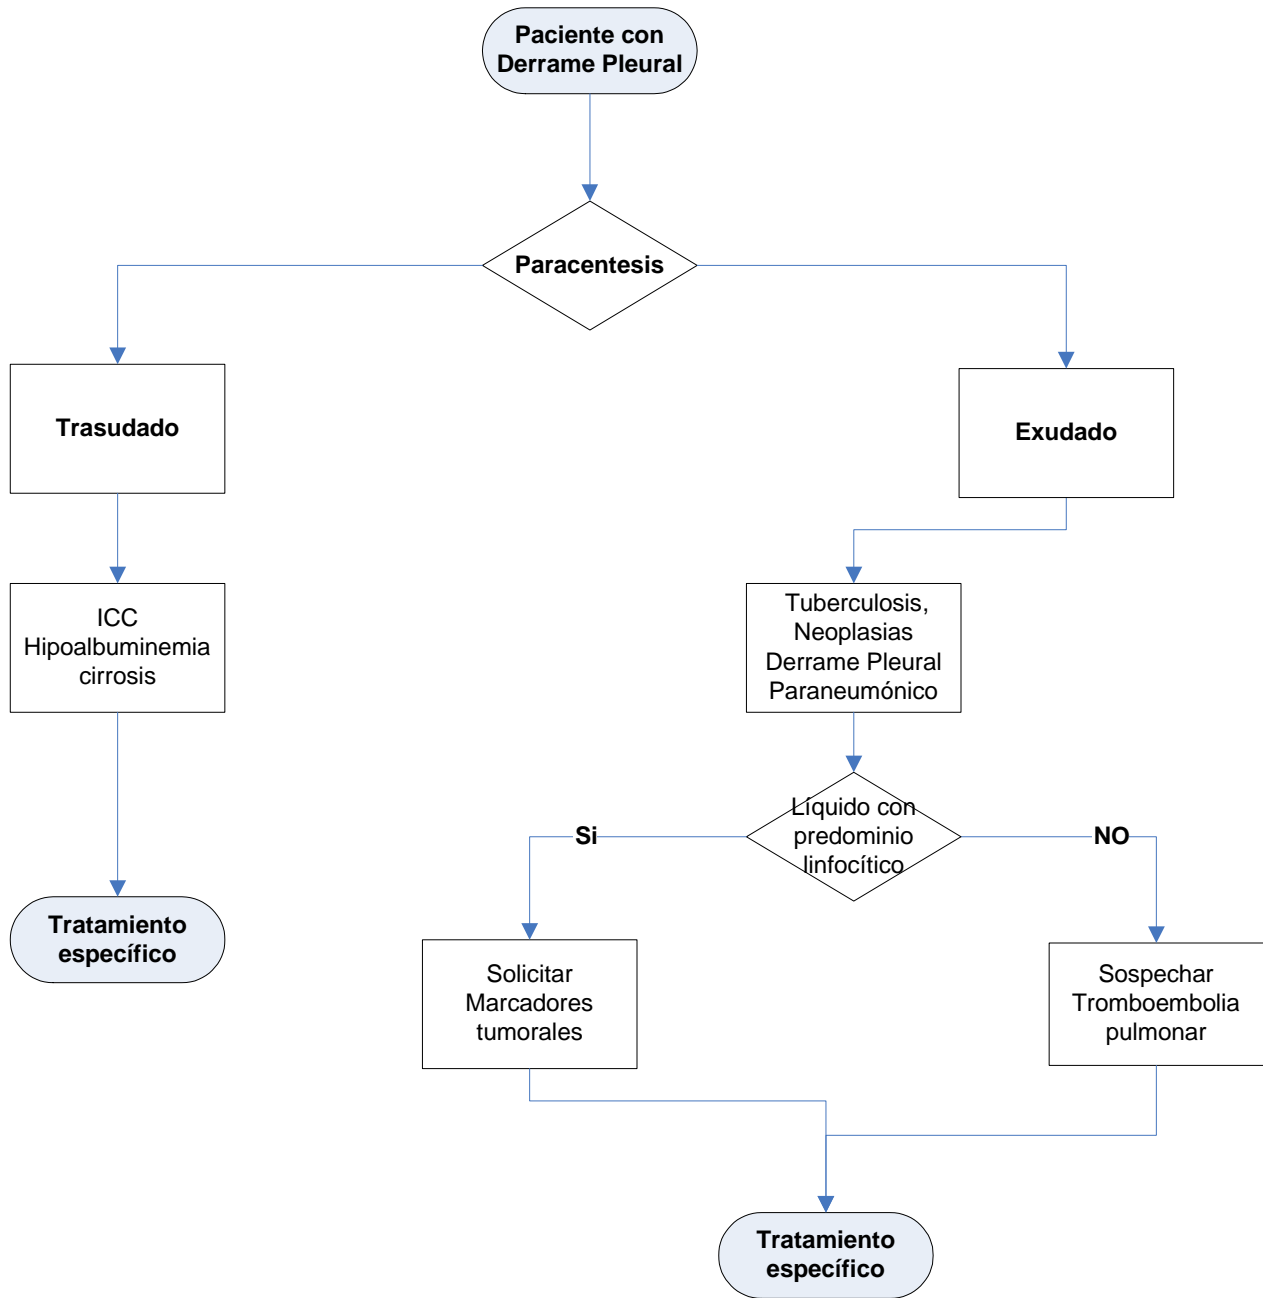 Paciente con
Derrame Pleural
Paracentesis
Trasudado
Exudado
ICC
Hipoalbuminemia
cirrosis
Tuberculosis,
Neoplasias
Derrame Pleural
Paraneumónico
Líquido con
predominio
linfocítico
Si
NO
Tratamiento
específico
Solicitar
Marcadores
tumorales
Sospechar
Tromboembolia
pulmonar
Tratamiento
específico